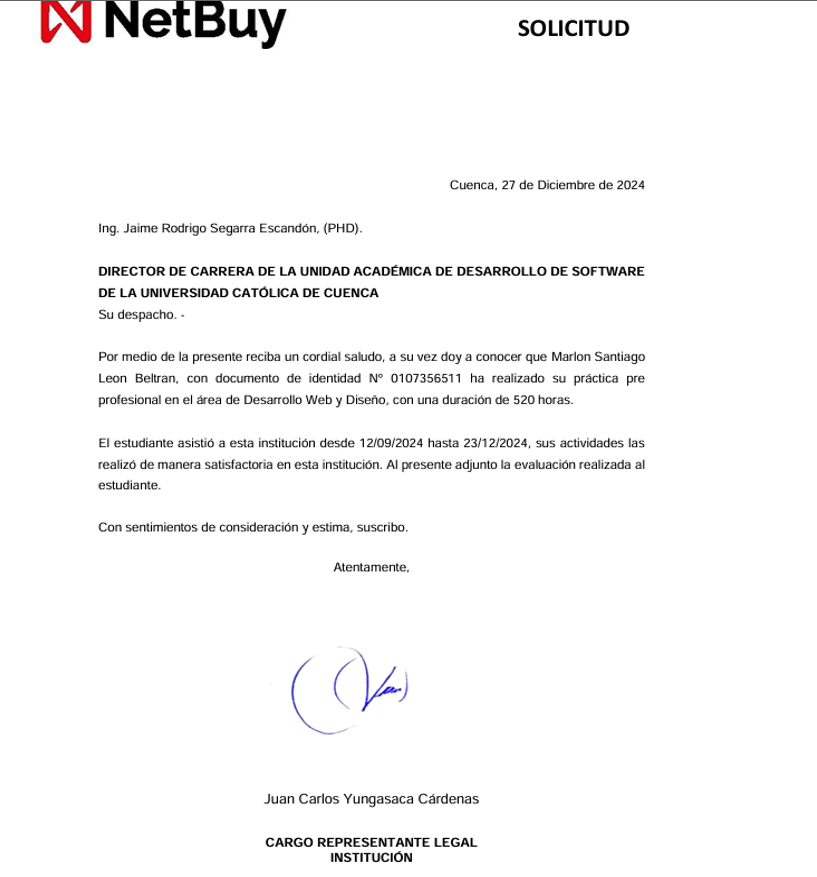 NetBuy
SOLICITUD
Cuenca, 27 de Diciembre de 2024
Ing. Jaime Rodrigo Segarra Escandón, (PHD).
DIRECTOR DE CARRERA DE LA UNIDAD ACADÉMICA DE DESARROLLO DE SOFTWARE
DE LA UNIVERSIDAD CATÓLICA DE CUENCA
Su despacho. -
Por medio de la presente reciba un cordial saludo, a su vez doy a conocer que Marlon Santiago
Leon Beltran, con documento de identidad Nº 0107356511 ha realizado su práctica pre
profesional en el área de Desarrollo Web y Diseño, con una duración de 520 horas.
El estudiante asistió a esta institución desde 12/09/2024 hasta 23/12/2024, sus actividades las
realizó de manera satisfactoria en esta institución. Al presente adjunto la evaluación realizada al
estudiante.
Con sentimientos de consideración y estima, suscribo.
Atentamente,
Juan Carlos Yungasaca Cárdenas
CARGO REPRESENTANTE LEGAL
INSTITUCIÓN